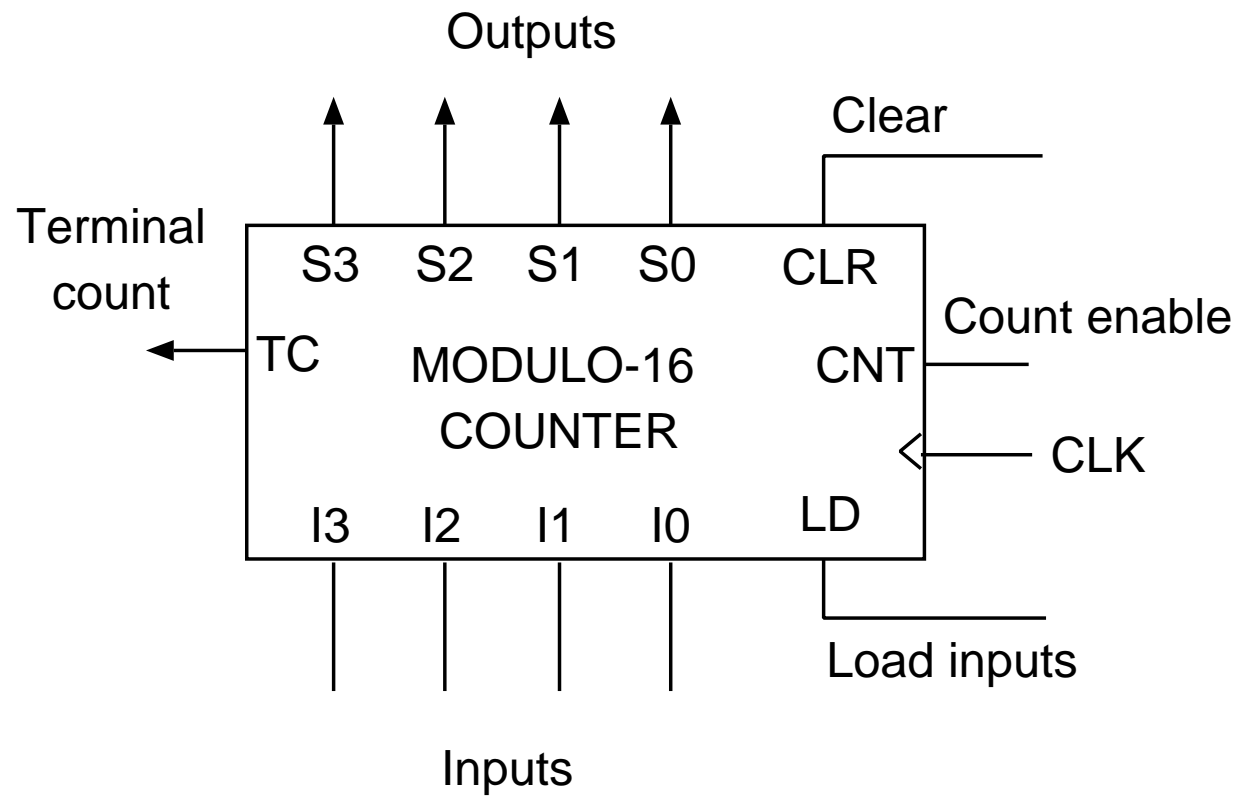 Outputs
Clear
Terminal
count
S3 S2 S1 S0 CLR
Count enable
TC MODULO-16 CNT
COUNTER
CLK
I3 I2 I1 I0 LD
Load inputs
Inputs